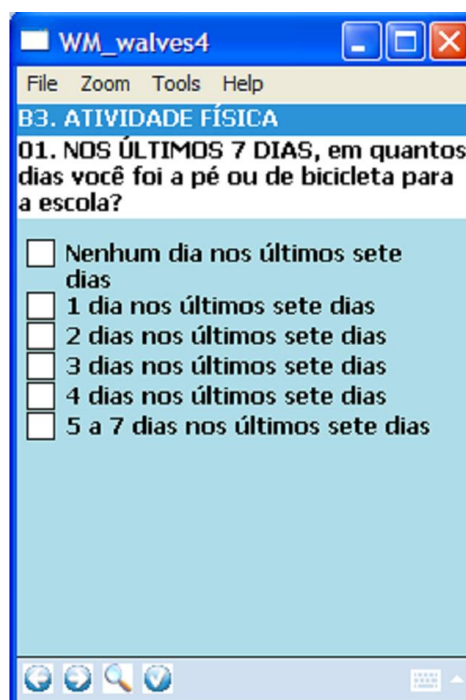 WM_walves4
File Zoom Tools Help
B3. ATIVIDADE FÍSICA
01. NOS ÚLTIMOS 7 DIAS, em quantos
dias você foi a pé ou de bicicleta para
a escola?
Nenhum dia nos últimos sete
dias
1 dia nos últimos sete dias
2 dias nos últimos sete dias
3 dias nos últimos sete dias
4 dias nos últimos sete dias
5 a 7 dias nos últimos sete dias